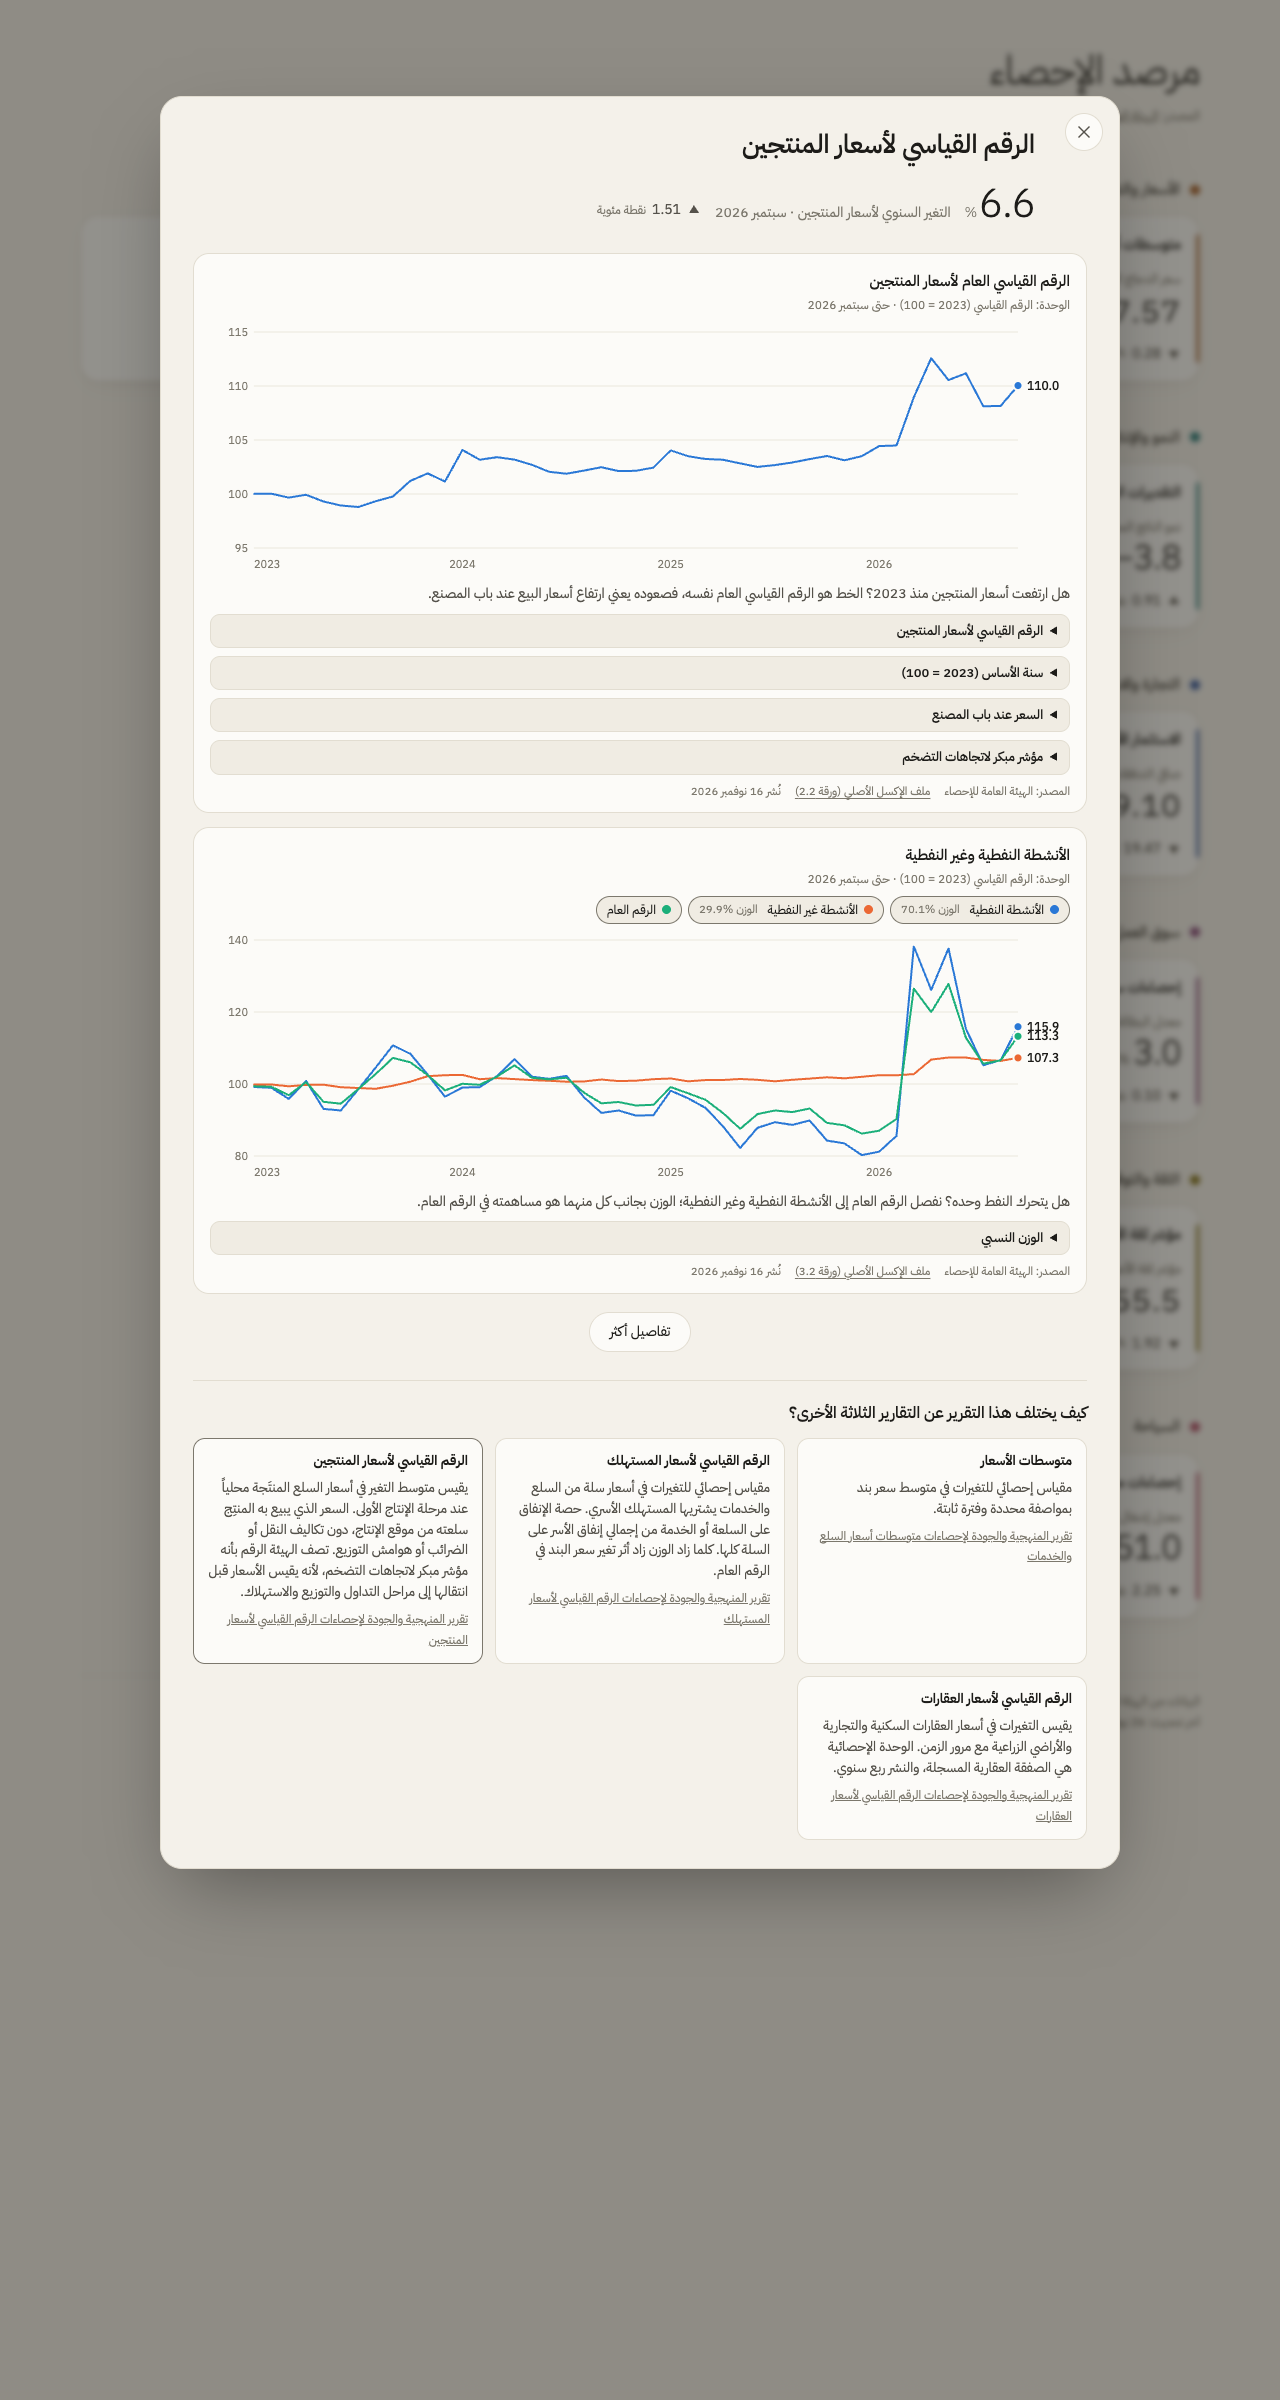 مرصد الإحصاء
الرقم القياسي لأسعار المنتجين
6.6 % التغير السنوي لأسعار المنتجين · سبتمبر 2026 ▲ 1.51 نقطة مئوية
الرقم القياسي العام لأسعار المنتجين
الوحدة: الرقم القياسي (2023 = 100) · حتى سبتمبر 2026
115
110
110.0
105
100
95
2023 2024 2025 2026
هل ارتفعت أسعار المنتجين منذ 2023؟ الخط هو الرقم القياسي العام نفسه، فصعوده يعني ارتفاع أسعار البيع عند باب المصنع.
◀ الرقم القياسي لأسعار المنتجين
◀ سنة الأساس (2023 = 100)
◀ السعر عند باب المصنع
◀ مؤشر مبكر لاتجاهات التضخم
المصدر: الهيئة العامة للإحصاء ملف الإكسل الأصلي (ورقة 2.2) نُشر 16 نوفمبر 2026
الأنشطة النفطية وغير النفطية
الوحدة: الرقم القياسي (2023 = 100) · حتى سبتمبر 2026
الأنشطة النفطية الوزن 70.1% الأنشطة غير النفطية الوزن 29.9% الرقم العام
140
120
115.9
113.3
107.3
100
80
2023 2024 2025 2026
هل يتحرك النفط وحده؟ نفصل الرقم العام إلى الأنشطة النفطية وغير النفطية؛ الوزن بجانب كل منهما هو مساهمته في الرقم العام.
◀ الوزن النسبي
المصدر: الهيئة العامة للإحصاء ملف الإكسل الأصلي (ورقة 3.2) نُشر 16 نوفمبر 2026
تفاصيل أكثر
كيف يختلف هذا التقرير عن التقارير الثلاثة الأخرى؟
متوسطات الأسعار
مقياس إحصائي للتغيرات في متوسط سعر بند
بمواصفة محددة وفترة ثابتة.
تقرير المنهجية والجودة لإحصاءات متوسطات أسعار السلع
والخدمات
الرقم القياسي لأسعار المستهلك
مقياس إحصائي للتغيرات في أسعار سلة من السلع
والخدمات يشتريها المستهلك الأسري. حصة الإنفاق
على السلعة أو الخدمة من إجمالي إنفاق الأسر على
السلة كلها. كلما زاد الوزن زاد أثر تغير سعر البند في
الرقم العام.
تقرير المنهجية والجودة لإحصاءات الرقم القياسي لأسعار
المستهلك
الرقم القياسي لأسعار المنتجين
يقيس متوسط التغير في أسعار السلع المنتَجة محلياً
عند مرحلة الإنتاج الأولى. السعر الذي يبيع به المنتِج
سلعته من موقع الإنتاج، دون تكاليف النقل أو
الضرائب أو هوامش التوزيع. تصف الهيئة الرقم بأنه
مؤشر مبكر لاتجاهات التضخم، لأنه يقيس الأسعار قبل
انتقالها إلى مراحل التداول والتوزيع والاستهلاك.
تقرير المنهجية والجودة لإحصاءات الرقم القياسي لأسعار
المنتجين
الرقم القياسي لأسعار العقارات
يقيس التغيرات في أسعار العقارات السكنية والتجارية
والأراضي الزراعية مع مرور الزمن. الوحدة الإحصائية
هي الصفقة العقارية المسجلة، والنشر ربع سنوي.
تقرير المنهجية والجودة لإحصاءات الرقم القياسي لأسعار
العقارات